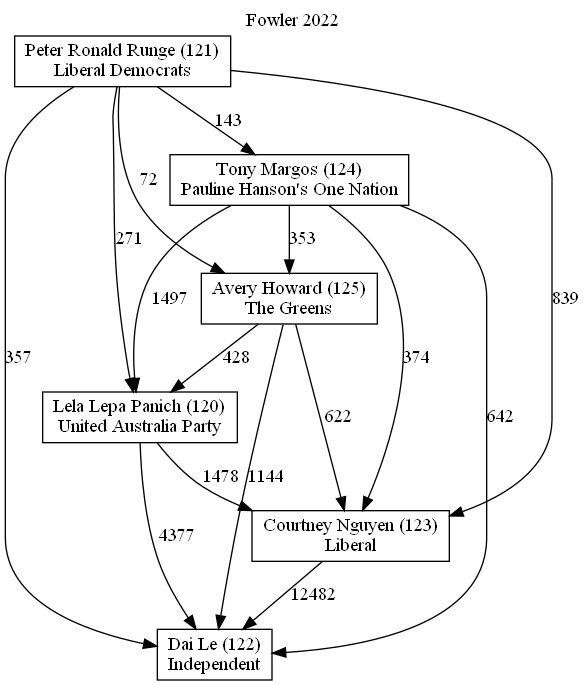 Fowler 2022
Peter Ronald Runge (121)
Liberal Democrats
143
Tony Margos (124)
Pauline Hanson's One Nation
72
271
1497
353
Avery Howard (125)
The Greens
839
357
428
374
Lela Lepa Panich (120)
United Australia Party
622
642
1478
1144
Courtney Nguyen (123)
Liberal
4377
12482
Dai Le (122)
Independent